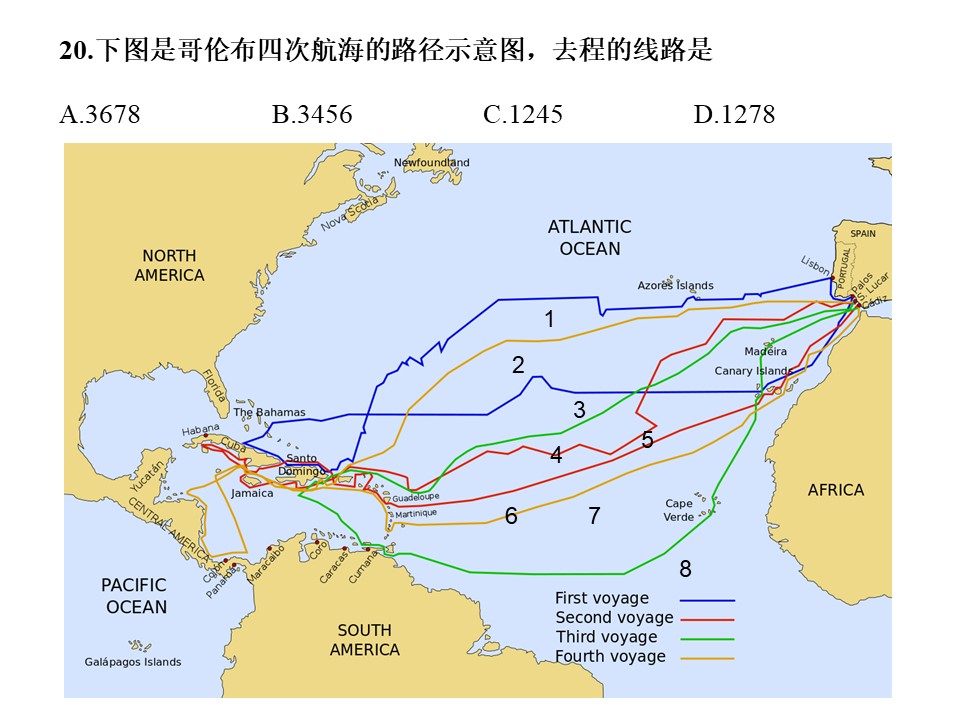 20.下图是哥伦布四次航海的路径示意图，去程的线路是
A.3678 B.3456 C.1245 D.1278
Newfoundland
Nova Scotia
ATLANTIC
OCEAN
SPAIN
PORTUGAL
NORTH
AMERICA
Lisbon
Palos
S. Lucar
Cádiz
Azores Islands
1
Madeira
2
Canary Islands
Florida
The Bahamas
3
Habana
Cuba
5
4
Santo
Domingo
Yucatán
Jamaica
Guadeloupe
AFRICA
Martinique
6
7
Cape
Verde
CENTRAL AMERICA
Colón
Panamá
Maracaibo
Coro
Caracas
Cumana
8
PACIFIC
OCEAN
First voyage
Second voyage
Third voyage
Fourth voyage
SOUTH
AMERICA
Galápagos Islands